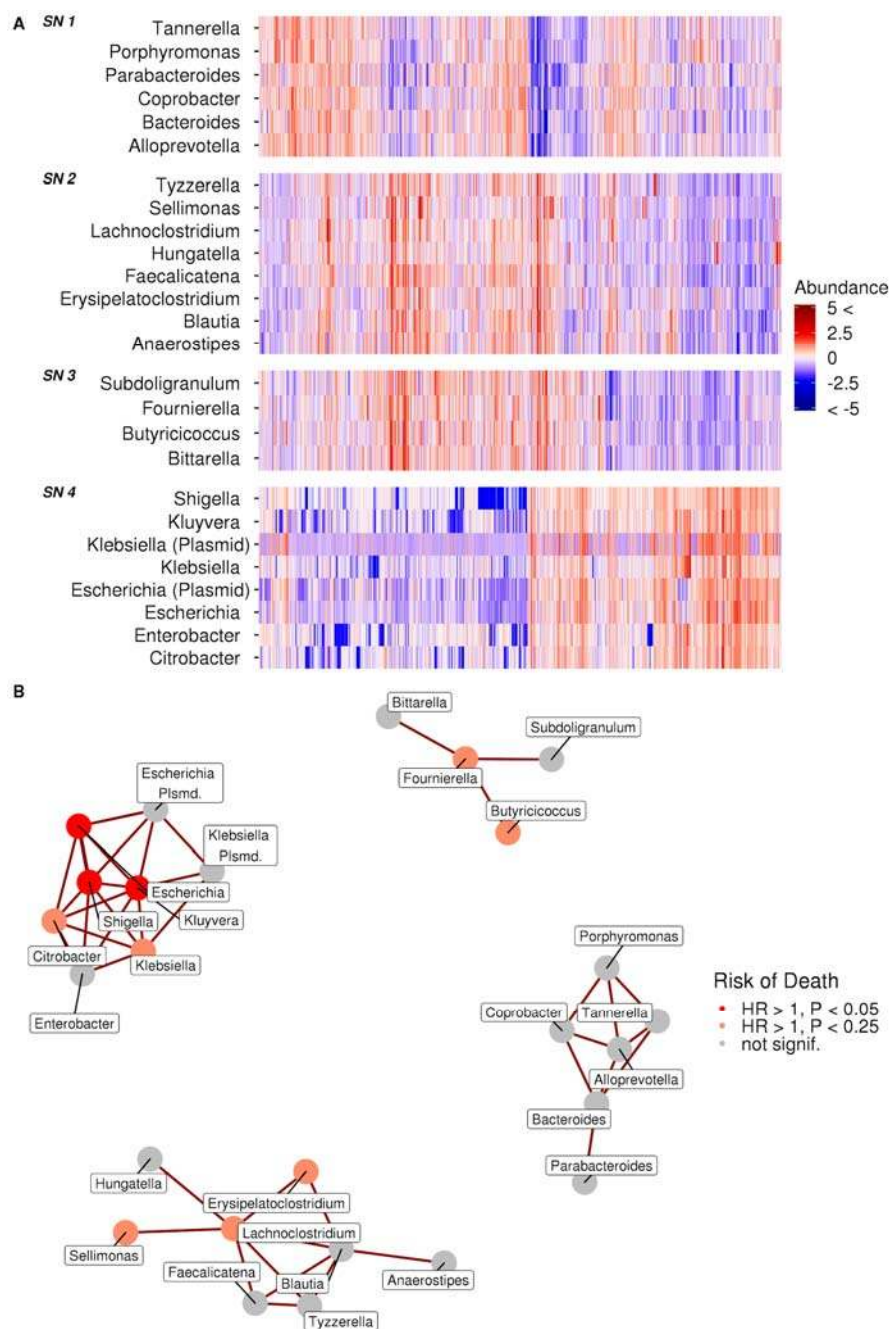 A
SN 1
Tannerella
Porphyromonas
Parabacteroides
Coprobacter
Bacteroides
Alloprevotella
SN 2
Tyzzerella
Sellimonas
Lachnoclostridium
Hungatella
Faecalicatena
Erysipelatoclostridium
Blautia
Anaerostipes
Abundance
5 <
2.5
0
-2.5
< -5
SN 3
Subdoligranulum
Fournierella
Butyricicoccus
Bittarella
SN 4
Shigella
Kluyvera
Klebsiella (Plasmid)
Klebsiella
Escherichia (Plasmid)
Escherichia
Enterobacter
Citrobacter
B
Bittarella
Subdoligranulum
Fournierella
Butyricicoccus
Escherichia
Plsmd.
Klebsiella
Plsmd.
Escherichia
Kluyvera
Shigella
Citrobacter
Klebsiella
Enterobacter
Porphyromonas
Coprobacter
Tannerella
Alloprevotella
Bacteroides
Parabacteroides
Risk of Death
HR > 1, P < 0.05
HR > 1, P < 0.25
not signif.
Hungatella
Erysipelatoclostridium
Lachnoclostridium
Sellimonas
Faecalicatena
Blautia
Anaerostipes
Tyzzerella